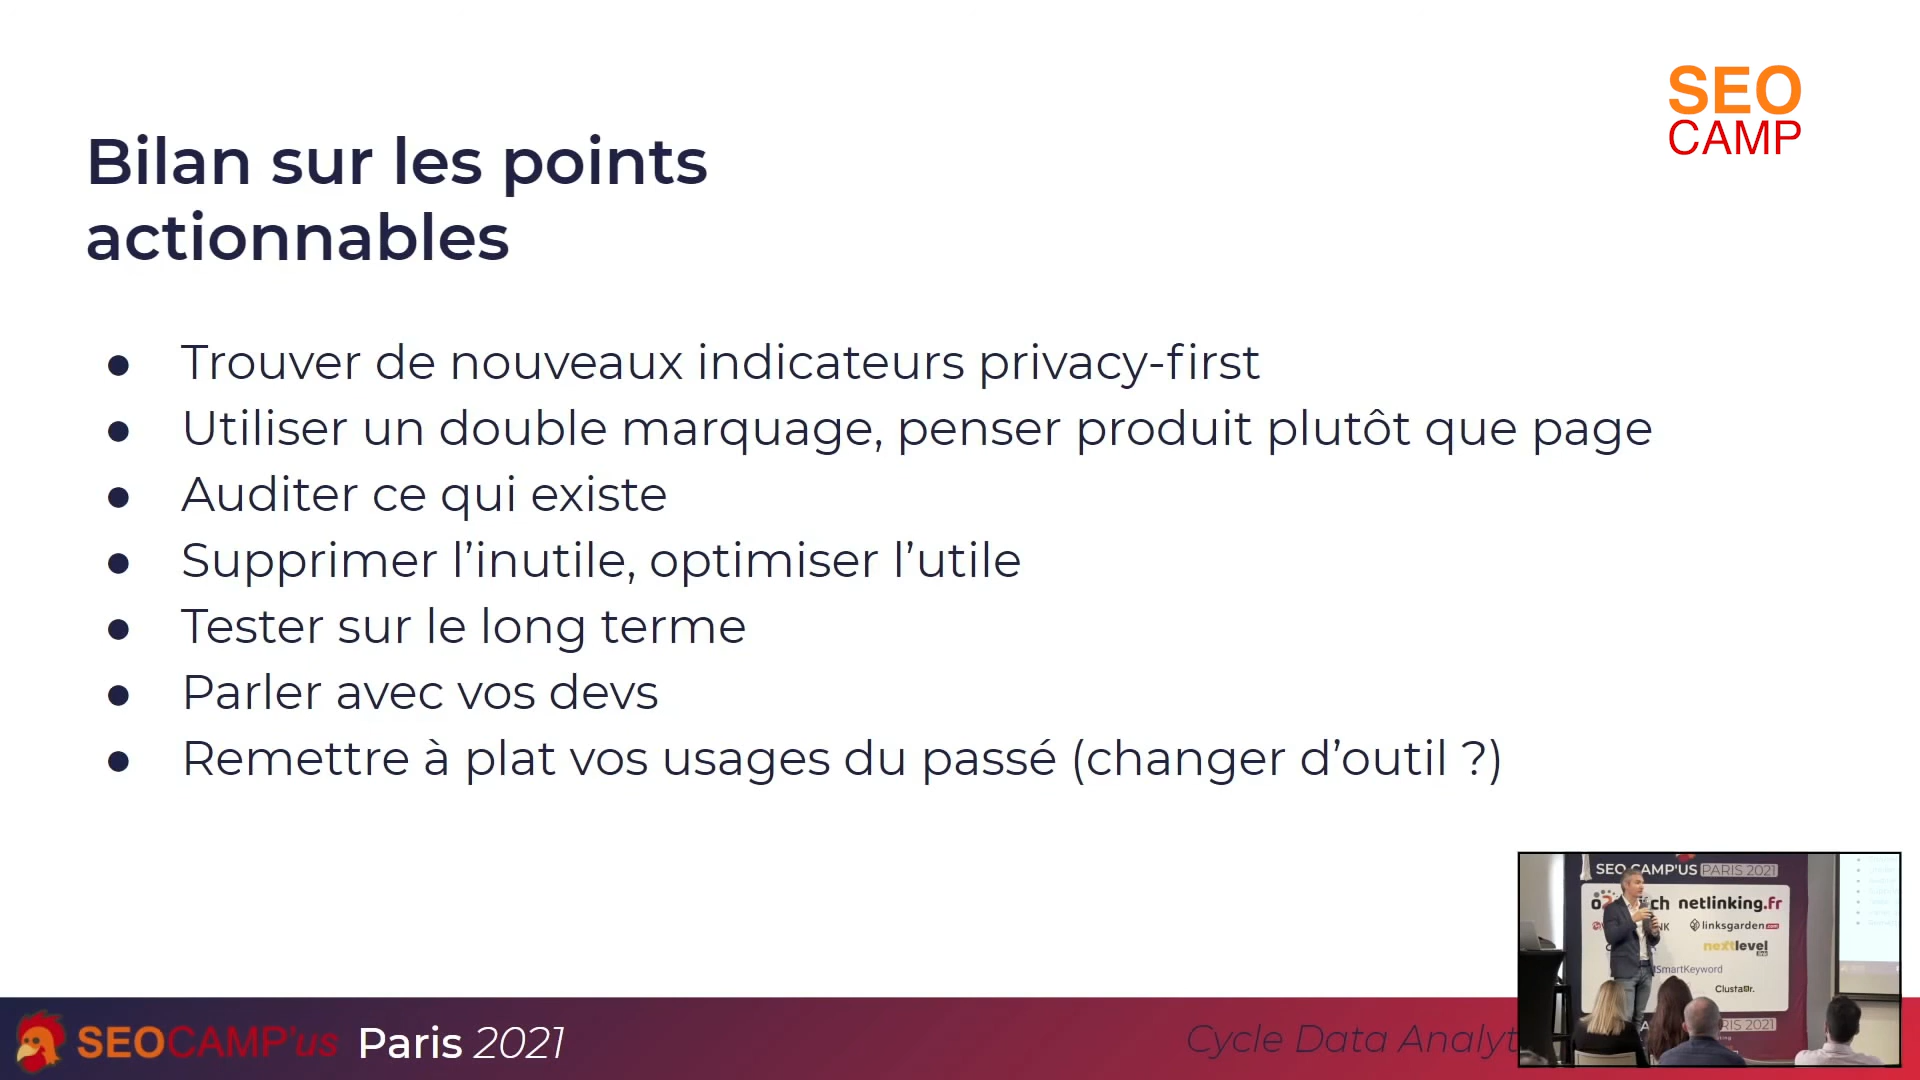 SEO
CAMP
Bilan sur les points
actionnables
● Trouver de nouveaux indicateurs privacy-first
● Utiliser un double marquage, penser produit plutôt que page
● Auditer ce qui existe
● Supprimer l’inutile, optimiser l’utile
● Tester sur le long terme
● Parler avec vos devs
● Remettre à plat vos usages du passé (changer d’outil ?)
SEO CAMP'US PARIS 2021
netlinking.fr
linksgarden
nextlevel
SmartKeyword
PARIS 2021
SEOCAMP'us Paris 2021
Cycle Data